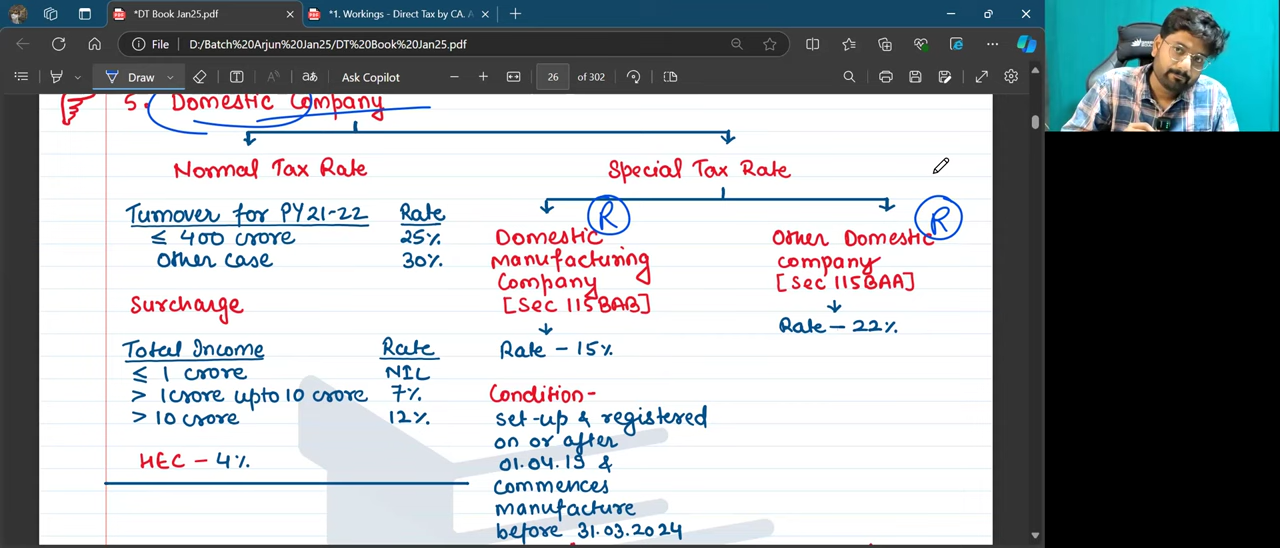 *DT Book Jan25.pdf
*1. Workings - Direct Tax by CA. A
File
D:/Batch%20Arjun%20Jan25/DT%20Book%20Jan25.pdf
Draw
Ask Copilot
26 of 302
5. Domestic Company
Normal Tax Rate
Special Tax Rate
Turnover for PY21-22 Rate
≤ 400 crore 25%
Other case 30%
Surcharge
Total Income Rate
≤ 1 crore NIL
> 1crore upto 10 crore 7%
> 10 crore 12%
HEC - 4%
R
Domestic
manufacturing
Company
[Sec 115BAB]
Rate - 15%
Condition-
set-up & registered
on or after
01.04.19 &
commences
manufacture
before 31.03.2024
R
Other Domestic
company
[Sec 115BAA]
Rate - 22%